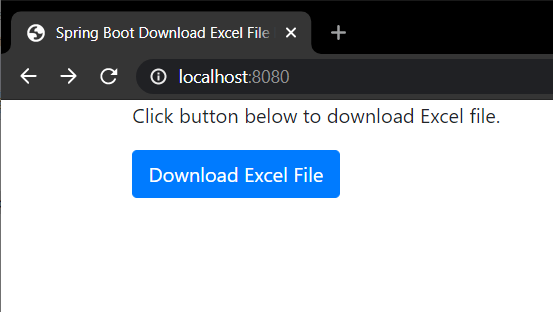 Spring Boot Download Excel File
localhost:8080
Click button below to download Excel file.
Download Excel File